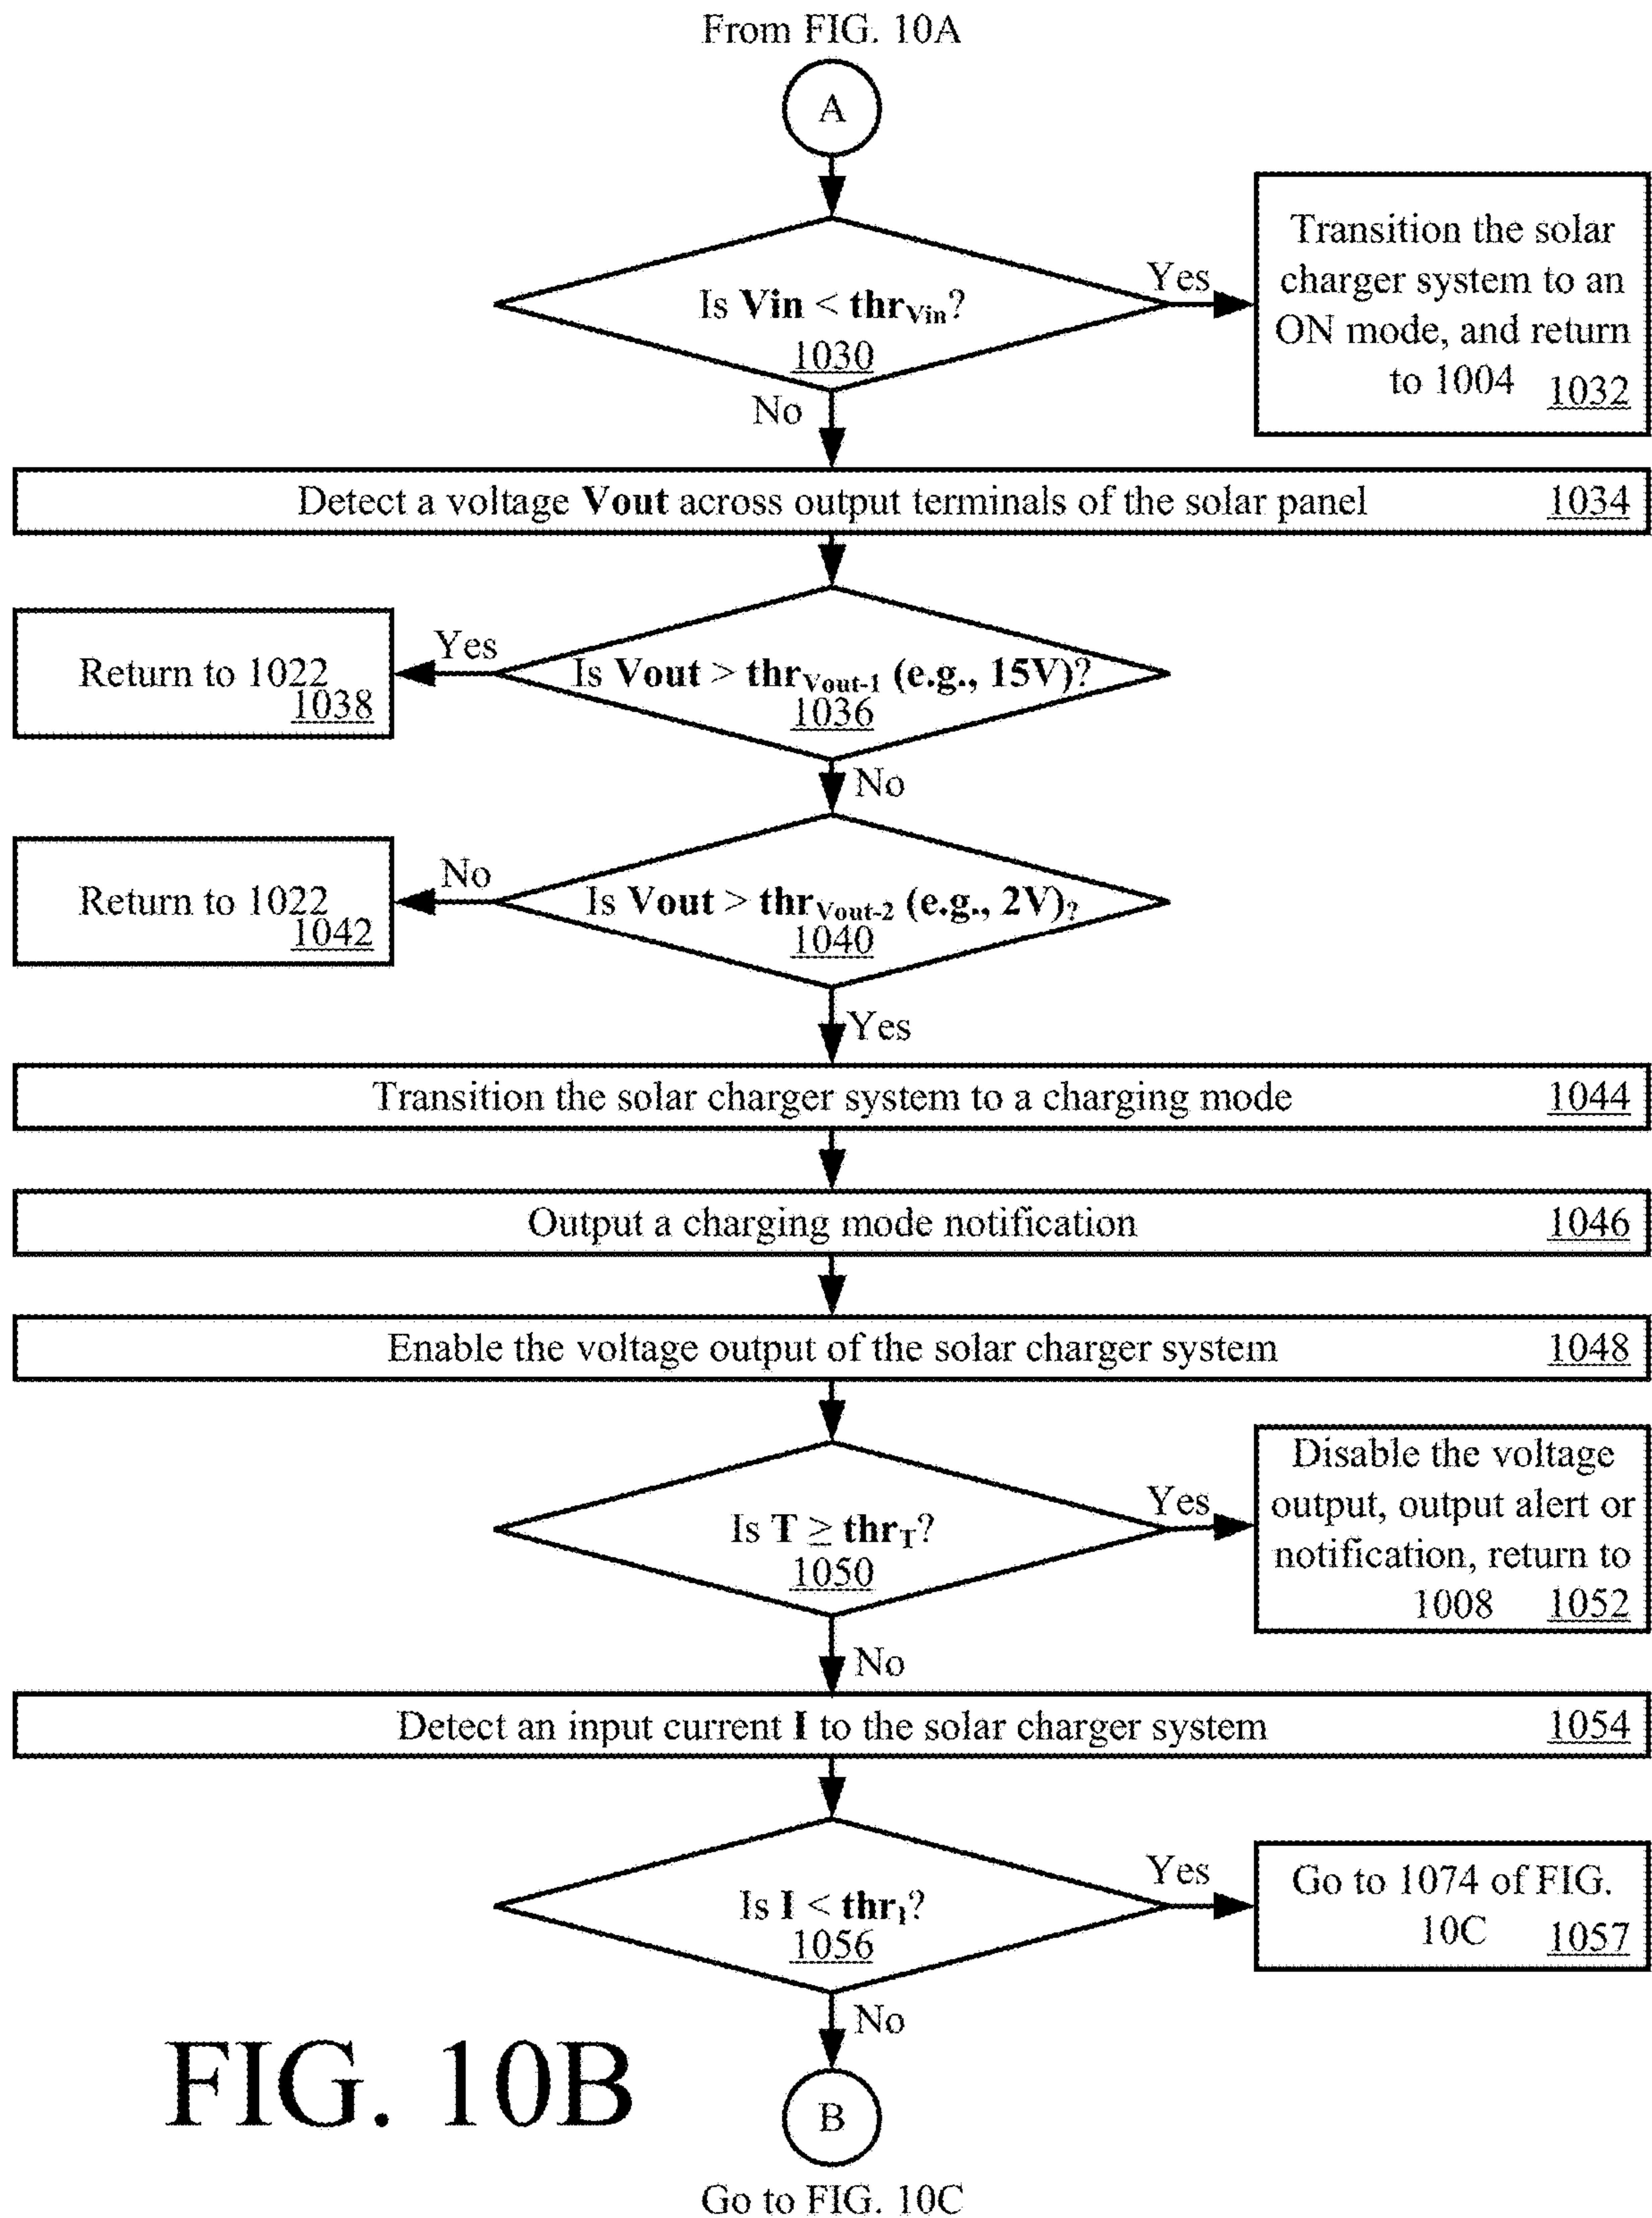 From FIG. 10A
A
Is Vin < thrVin?
1030
Yes
Transition the solar
charger system to an
ON mode, and return
to 1004 1032
No
Detect a voltage Vout across output terminals of the solar panel 1034
Is Vout > thrVout-1 (e.g., 15V)?
1036
Yes
Return to 1022
1038
No
Is Vout > thrVout-2 (e.g., 2V)?
1040
No
Return to 1022
1042
Yes
Transition the solar charger system to a charging mode 1044
Output a charging mode notification 1046
Enable the voltage output of the solar charger system 1048
Is T ≥ thrT?
1050
Yes
Disable the voltage
output, output alert or
notification, return to
1008 1052
No
Detect an input current I to the solar charger system 1054
Is I < thrI?
1056
Yes
Go to 1074 of FIG.
10C 1057
No
B
Go to FIG. 10C
FIG. 10B